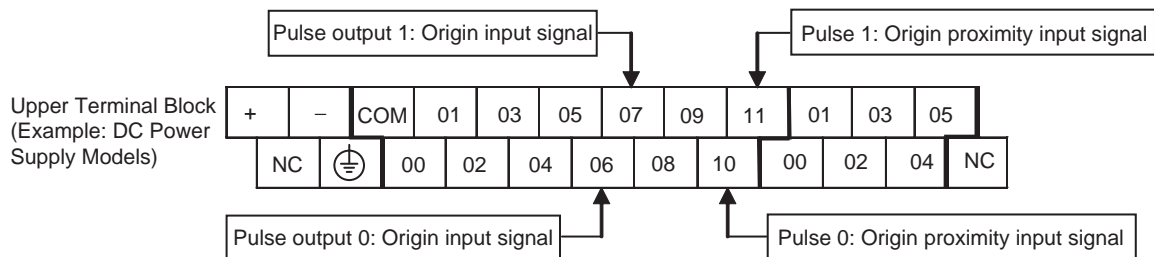 Pulse output 1: Origin input signal
Pulse 1: Origin proximity input signal
Upper Terminal Block
(Example: DC Power
Supply Models)
+ − COM 01 03 05 07 09 11 01 03 05
NC 00 02 04 06 08 10 00 02 04 NC
Pulse output 0: Origin input signal
Pulse 0: Origin proximity input signal